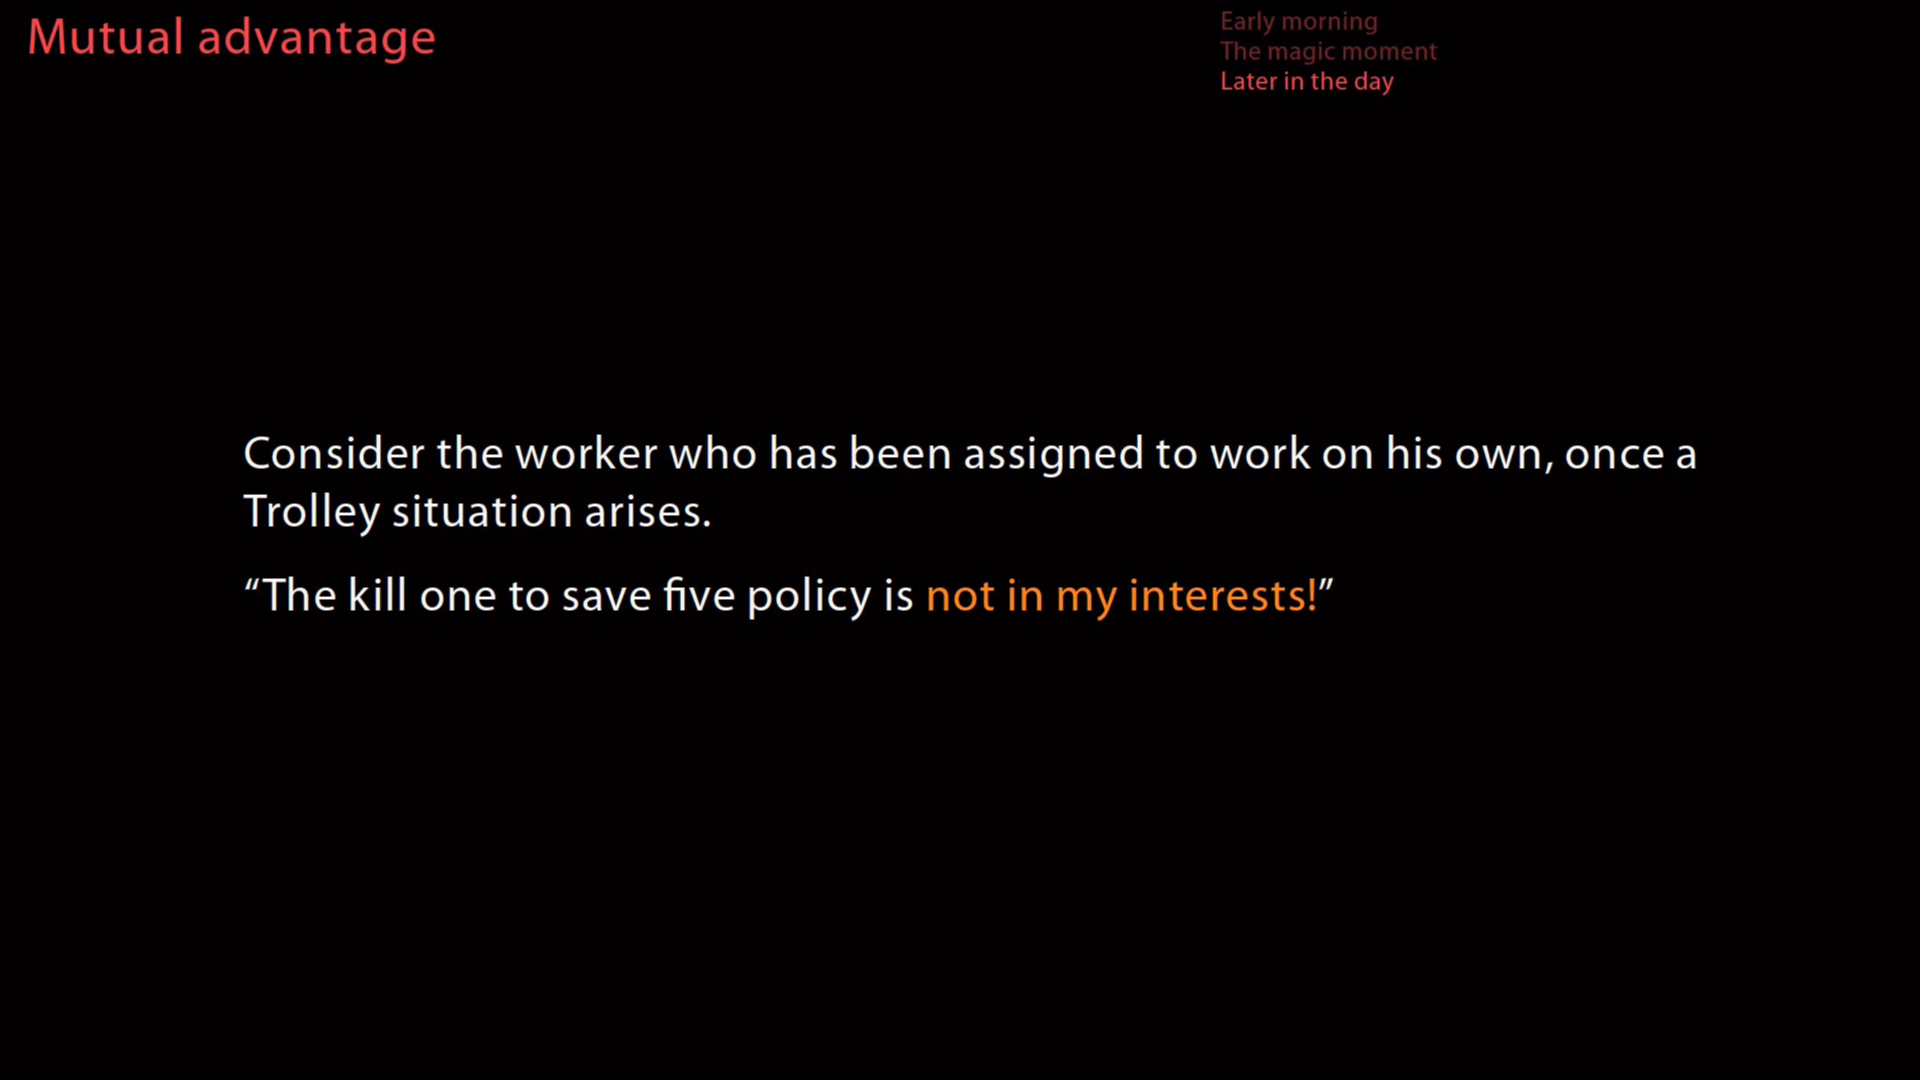 Mutual advantage
Early morning
The magic moment
Later in the day
Consider the worker who has been assigned to work on his own, once a
Trolley situation arises.
“The kill one to save five policy is not in my interests!”